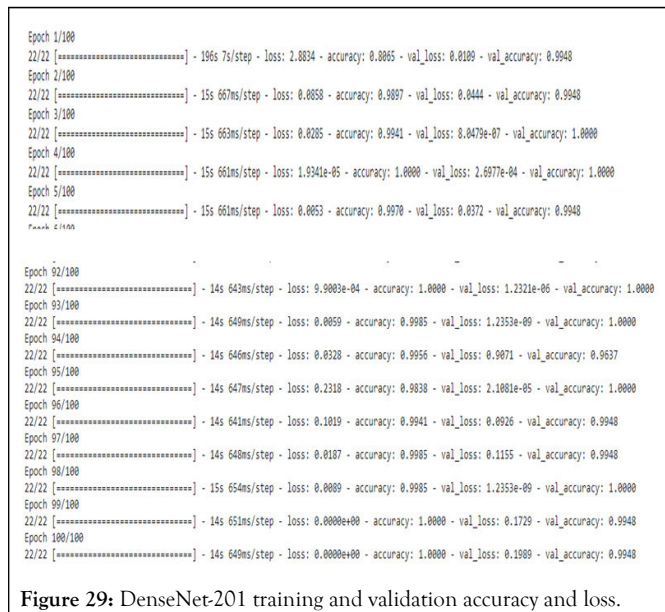 Epoch 1/100
22/22 [==============================] - 196s 7s/step - loss: 2.8834 - accuracy: 0.8065 - val_loss: 0.0109 - val_accuracy: 0.9948
Epoch 2/100
22/22 [==============================] - 15s 667ms/step - loss: 0.0858 - accuracy: 0.9897 - val_loss: 0.0444 - val_accuracy: 0.9948
Epoch 3/100
22/22 [==============================] - 15s 663ms/step - loss: 0.0285 - accuracy: 0.9941 - val_loss: 8.0479e-07 - val_accuracy: 1.0000
Epoch 4/100
22/22 [==============================] - 15s 661ms/step - loss: 1.9341e-05 - accuracy: 1.0000 - val_loss: 2.6977e-04 - val_accuracy: 1.0000
Epoch 5/100
22/22 [==============================] - 15s 661ms/step - loss: 0.0053 - accuracy: 0.9970 - val_loss: 0.0372 - val_accuracy: 0.9948
Epoch 6/100
Epoch 92/100
22/22 [==============================] - 14s 643ms/step - loss: 9.9003e-04 - accuracy: 1.0000 - val_loss: 1.2321e-06 - val_accuracy: 1.0000
Epoch 93/100
22/22 [==============================] - 14s 649ms/step - loss: 0.0059 - accuracy: 0.9985 - val_loss: 1.2353e-09 - val_accuracy: 1.0000
Epoch 94/100
22/22 [==============================] - 14s 646ms/step - loss: 0.0328 - accuracy: 0.9956 - val_loss: 0.9071 - val_accuracy: 0.9637
Epoch 95/100
22/22 [==============================] - 14s 647ms/step - loss: 0.2318 - accuracy: 0.9838 - val_loss: 2.1081e-05 - val_accuracy: 1.0000
Epoch 96/100
22/22 [==============================] - 14s 641ms/step - loss: 0.1019 - accuracy: 0.9941 - val_loss: 0.0926 - val_accuracy: 0.9948
Epoch 97/100
22/22 [==============================] - 14s 648ms/step - loss: 0.0187 - accuracy: 0.9985 - val_loss: 0.1155 - val_accuracy: 0.9948
Epoch 98/100
22/22 [==============================] - 15s 654ms/step - loss: 0.0089 - accuracy: 0.9985 - val_loss: 1.2353e-09 - val_accuracy: 1.0000
Epoch 99/100
22/22 [==============================] - 14s 651ms/step - loss: 0.0000e+00 - accuracy: 1.0000 - val_loss: 0.1729 - val_accuracy: 0.9948
Epoch 100/100
22/22 [==============================] - 14s 649ms/step - loss: 0.0000e+00 - accuracy: 1.0000 - val_loss: 0.1989 - val_accuracy: 0.9948
Figure 29: DenseNet-201 training and validation accuracy and loss.